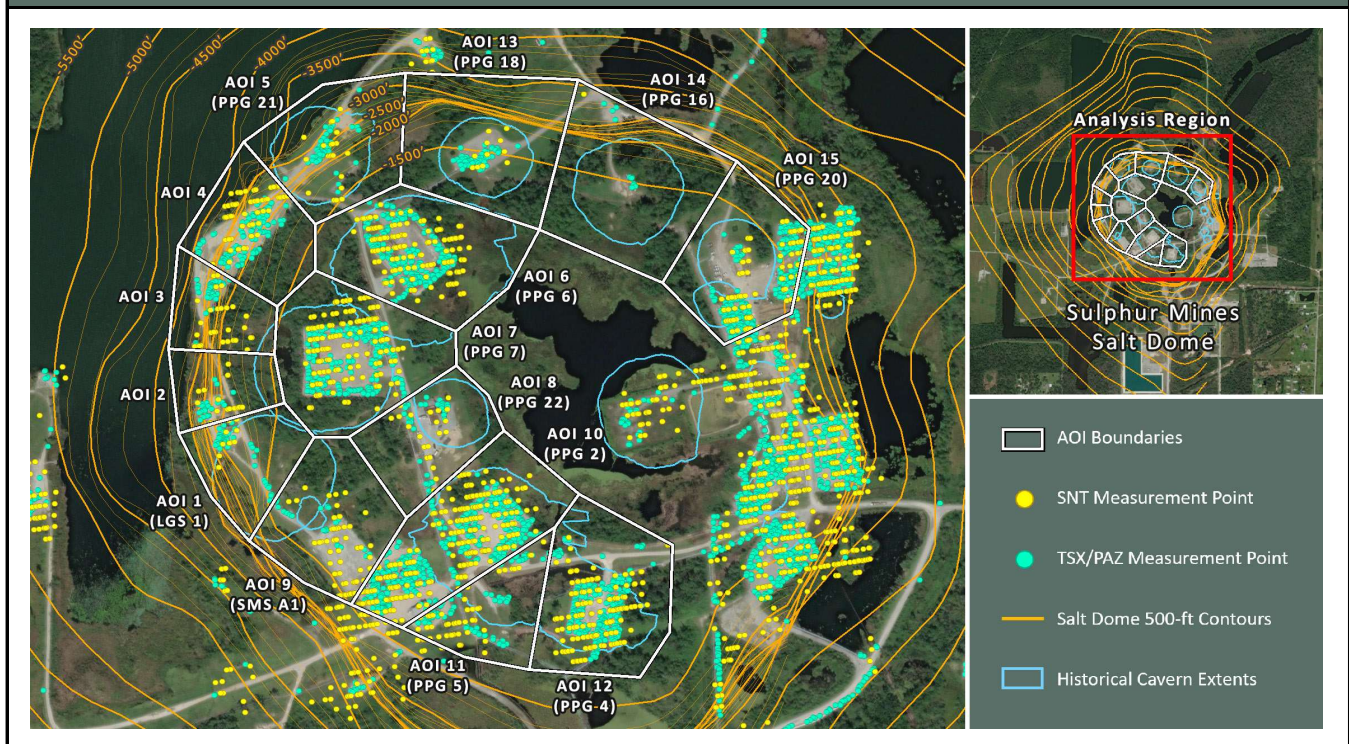 AOI 13
(PPG 18)
AOI 14
(PPG 16)
AOI 5
(PPG 21)
-5500'
-5000'
-4500'
-4000'
-3500'
-3000'
-2500'
-2000'
-1500'
AOI 15
(PPG 20)
AOI 4
AOI 3
AOI 6
(PPG 6)
AOI 7
(PPG 7)
AOI 2
AOI 8
(PPG 22)
AOI 10
(PPG 2)
AOI 1
(LGS 1)
AOI 9
(SMS A1)
AOI 11
(PPG 5)
AOI 12
(PPG 4)
Analysis Region
Sulphur Mines
Salt Dome
AOI Boundaries
SNT Measurement Point
TSX/PAZ Measurement Point
Salt Dome 500-ft Contours
Historical Cavern Extents